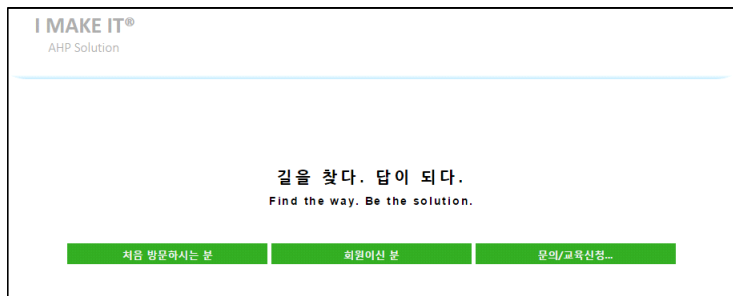 I MAKE IT®
AHP Solution
길을 찾다. 답이 되다.
Find the way. Be the solution.
처음 방문하시는 분
회원이신 분
문의/교육신청...